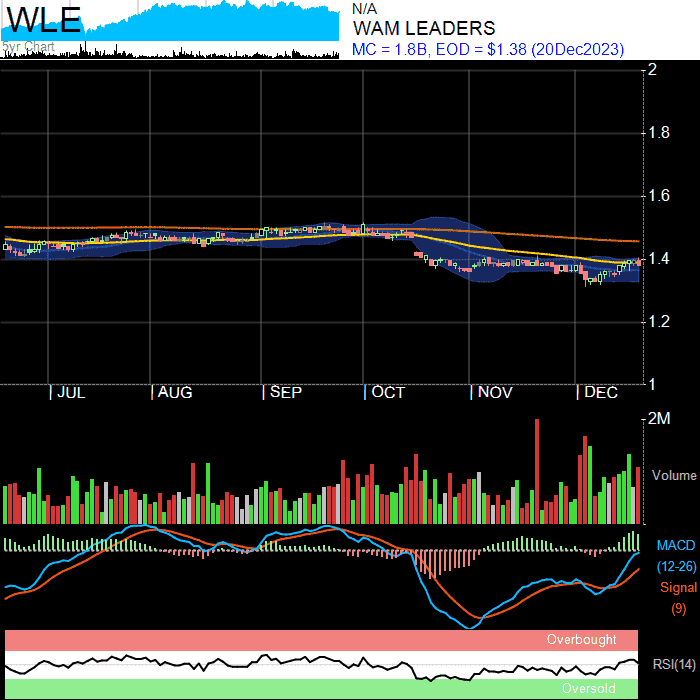 WLE
5yr Chart
N/A
WAM LEADERS
MC = 1.8B, EOD = $1.38 (20Dec2023)
2
1.8
1.6
1.4
1.2
1
| JUL | AUG | SEP | OCT | NOV | DEC
2M
Volume
MACD
(12-26)
Signal
(9)
Overbought
RSI(14)
Oversold